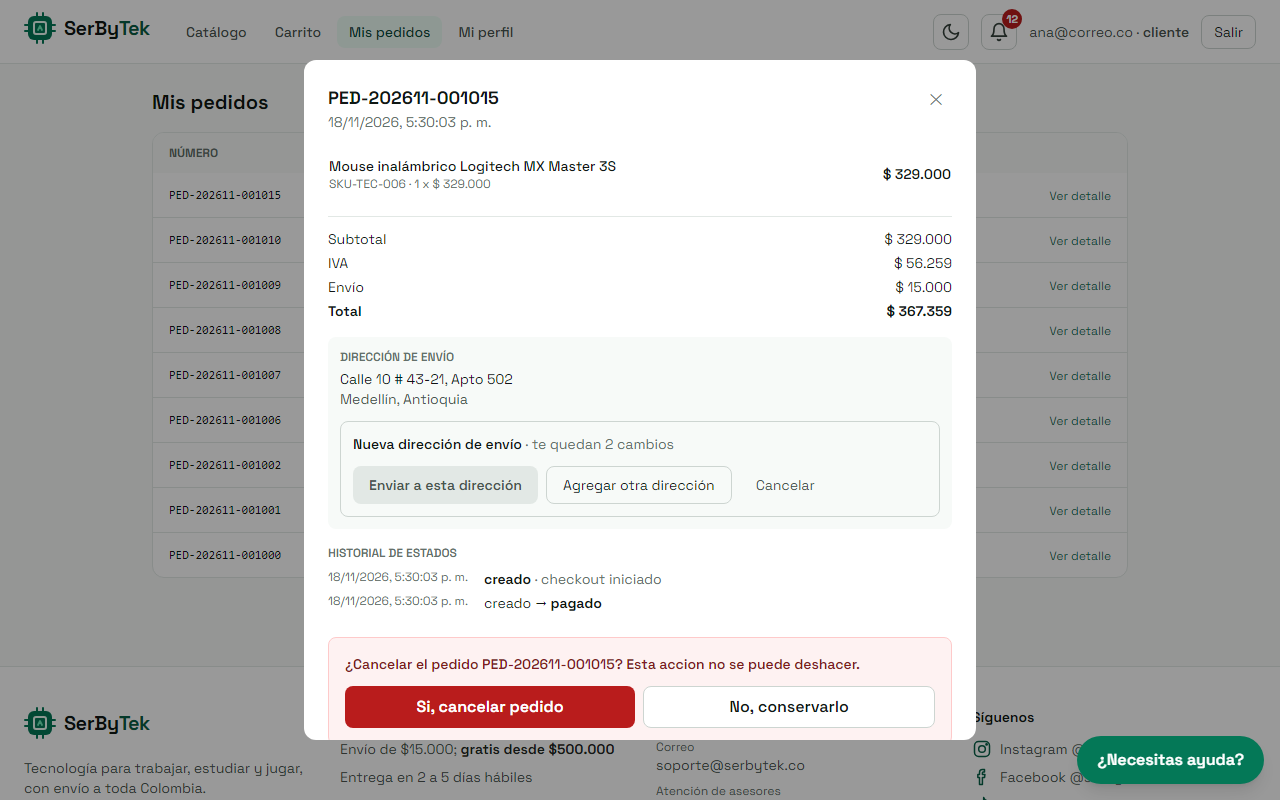 SerByTek
Catálogo
Carrito
Mis pedidos
Mi perfil
12
ana@correo.co · cliente
Salir
Mis pedidos
NÚMERO
PED-202611-001015
Ver detalle
PED-202611-001010
Ver detalle
PED-202611-001009
Ver detalle
PED-202611-001008
Ver detalle
PED-202611-001007
Ver detalle
PED-202611-001006
Ver detalle
PED-202611-001002
Ver detalle
PED-202611-001001
Ver detalle
PED-202611-001000
Ver detalle
PED-202611-001015
18/11/2026, 5:30:03 p. m.
Mouse inalámbrico Logitech MX Master 3S
SKU-TEC-006 · 1 x $ 329.000
$ 329.000
Subtotal
$ 329.000
IVA
$ 56.259
Envío
$ 15.000
Total
$ 367.359
DIRECCIÓN DE ENVÍO
Calle 10 # 43-21, Apto 502
Medellín, Antioquia
Nueva dirección de envío · te quedan 2 cambios
Enviar a esta dirección
Agregar otra dirección
Cancelar
HISTORIAL DE ESTADOS
18/11/2026, 5:30:03 p. m.
creado · checkout iniciado
18/11/2026, 5:30:03 p. m.
creado → pagado
¿Cancelar el pedido PED-202611-001015? Esta accion no se puede deshacer.
Si, cancelar pedido
No, conservarlo
SerByTek
Tecnología para trabajar, estudiar y jugar,
con envío a toda Colombia.
Envío de $15.000; gratis desde $500.000
Entrega en 2 a 5 días hábiles
Correo
soporte@serbytek.co
Atención de asesores
Síguenos
Instagram
Facebook
¿Necesitas ayuda?